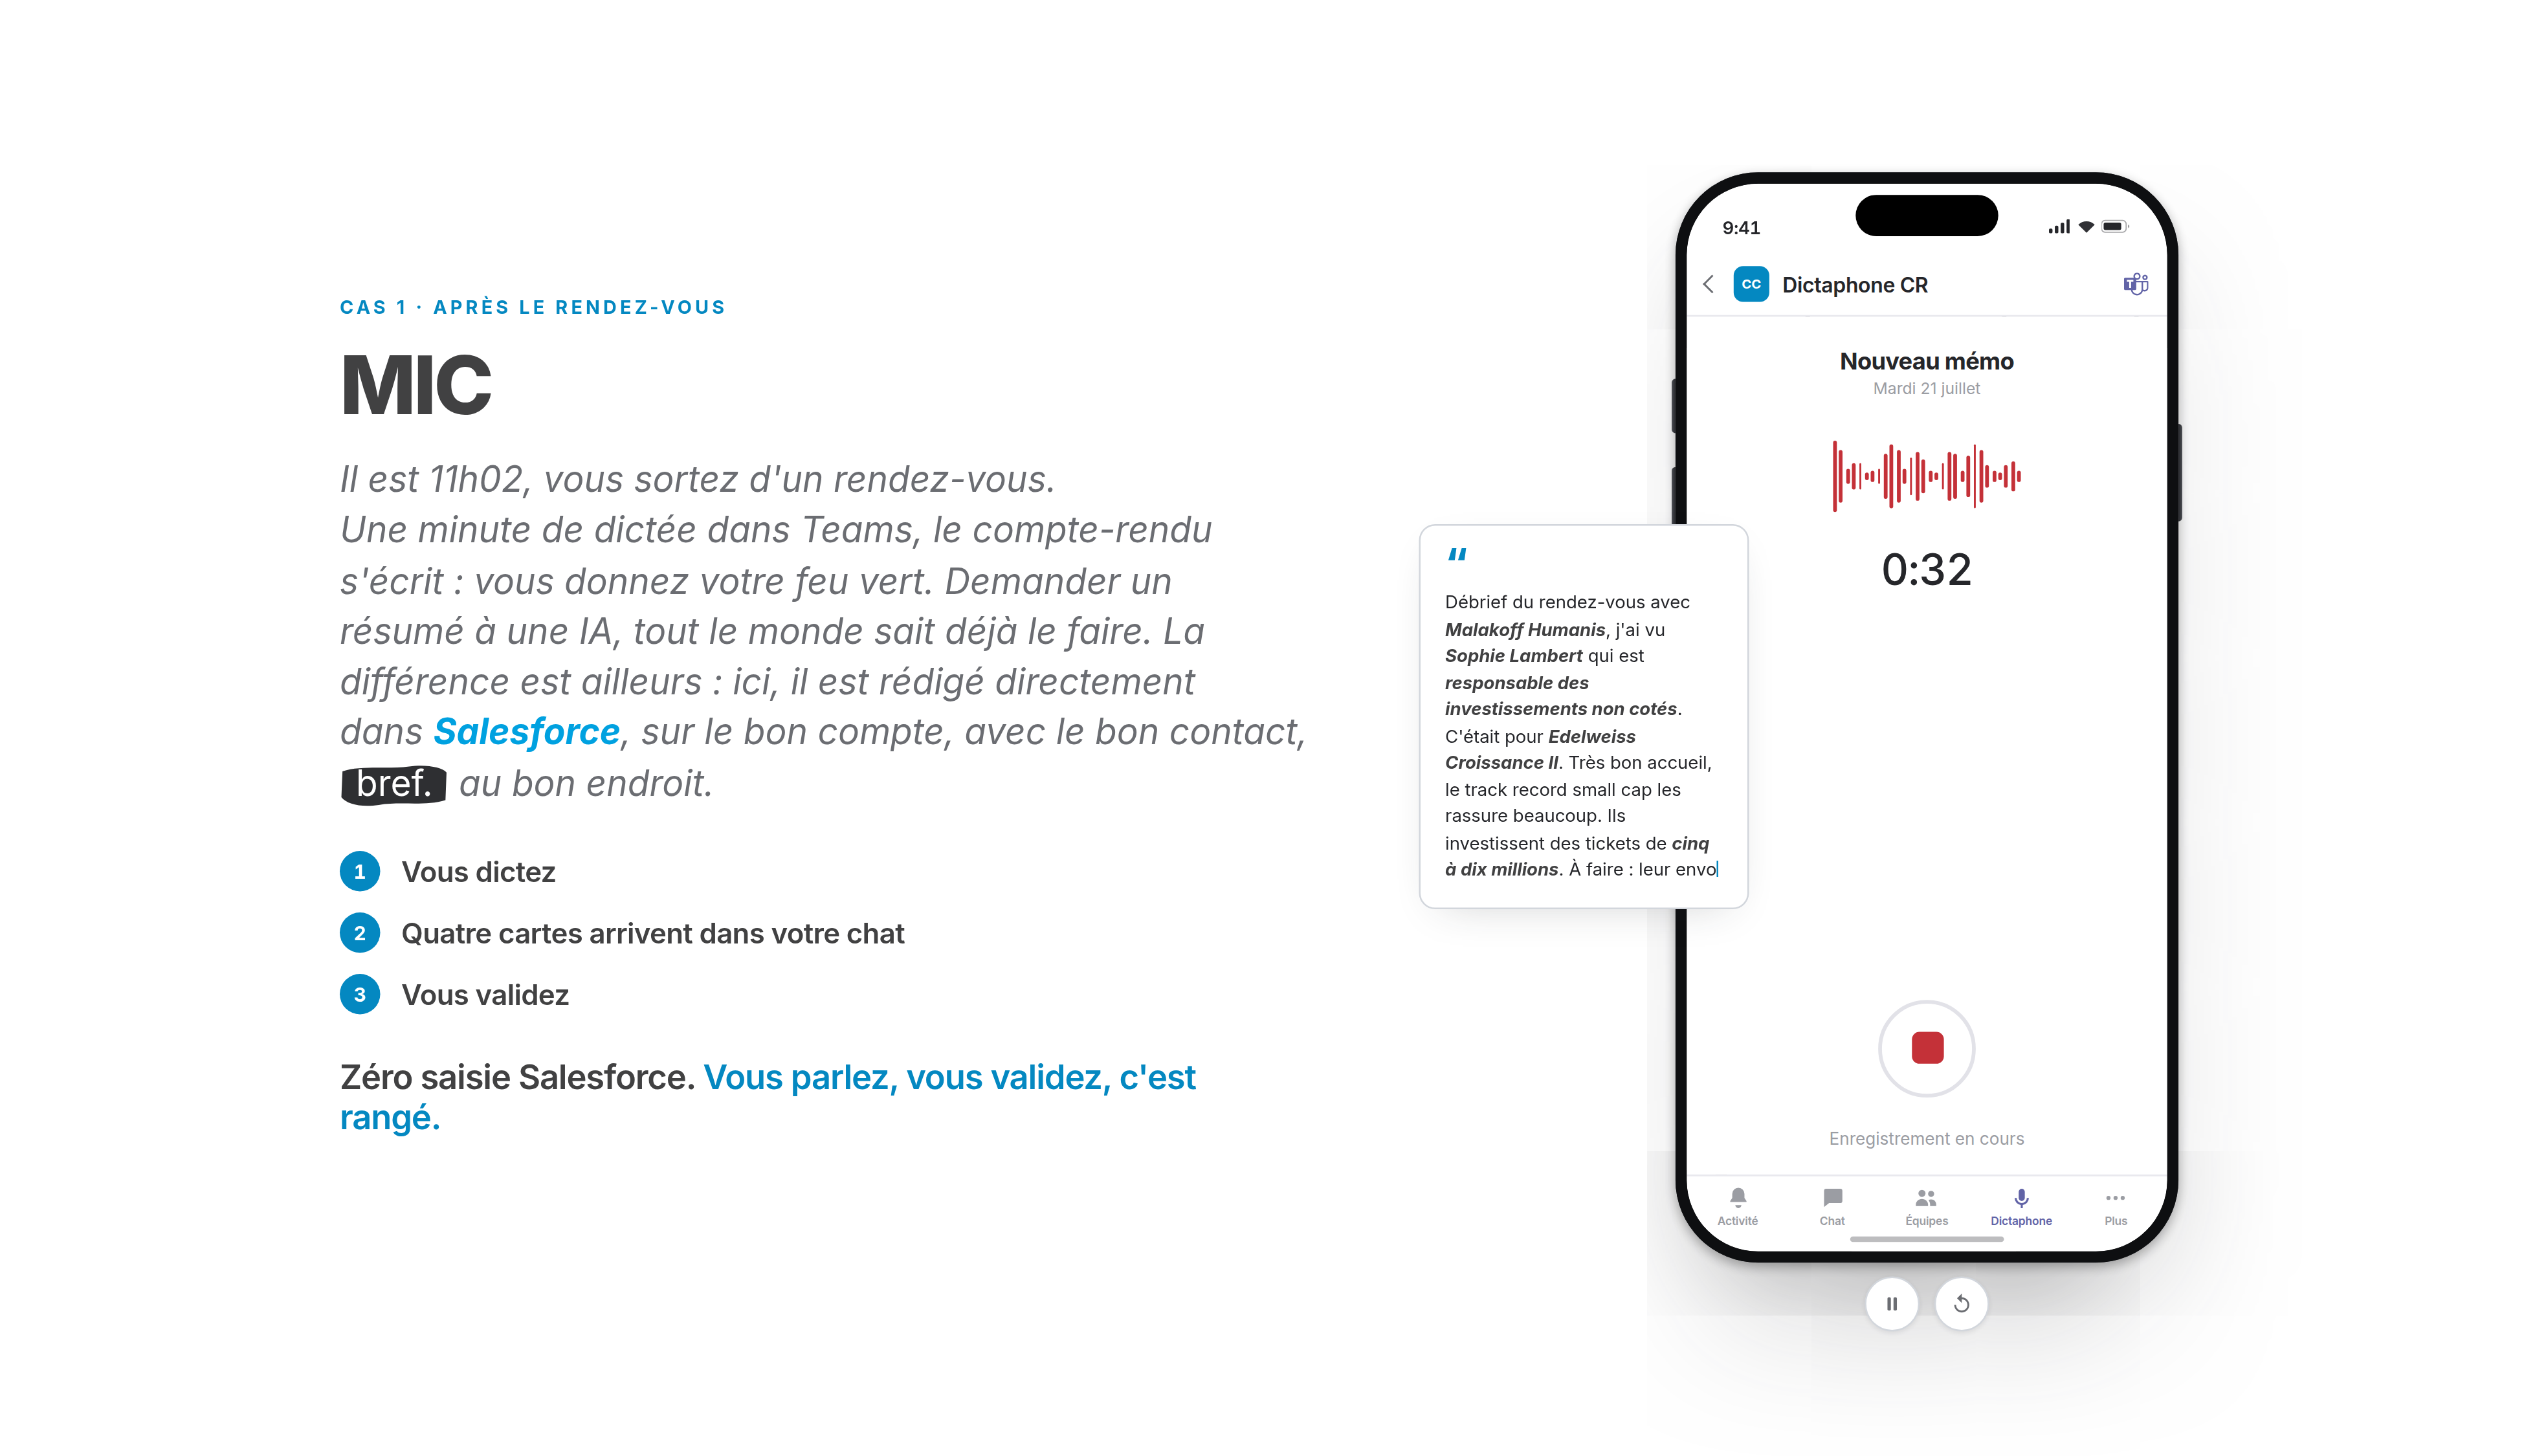 CAS 1 · APRÈS LE RENDEZ-VOUS
MIC
Il est 11h02, vous sortez d'un rendez-vous.
Une minute de dictée dans Teams, le compte-rendu
s'écrit : vous donnez votre feu vert. Demander un
résumé à une IA, tout le monde sait déjà le faire. La
différence est ailleurs : ici, il est rédigé directement
dans Salesforce, sur le bon compte, avec le bon contact,
bref. au bon endroit.
1 Vous dictez
2 Quatre cartes arrivent dans votre chat
3 Vous validez
Zéro saisie Salesforce. Vous parlez, vous validez, c'est
rangé.
9:41
CC Dictaphone CR
T
Nouveau mémo
Mardi 21 juillet
0:32
“
Débrief du rendez-vous avec
Malakoff Humanis, j'ai vu
Sophie Lambert qui est
responsable des
investissements non cotés.
C'était pour Edelweiss
Croissance II. Très bon accueil,
le track record small cap les
rassure beaucoup. Ils
investissent des tickets de cinq
à dix millions. À faire : leur envo
Enregistrement en cours
Activité Chat Équipes Dictaphone Plus